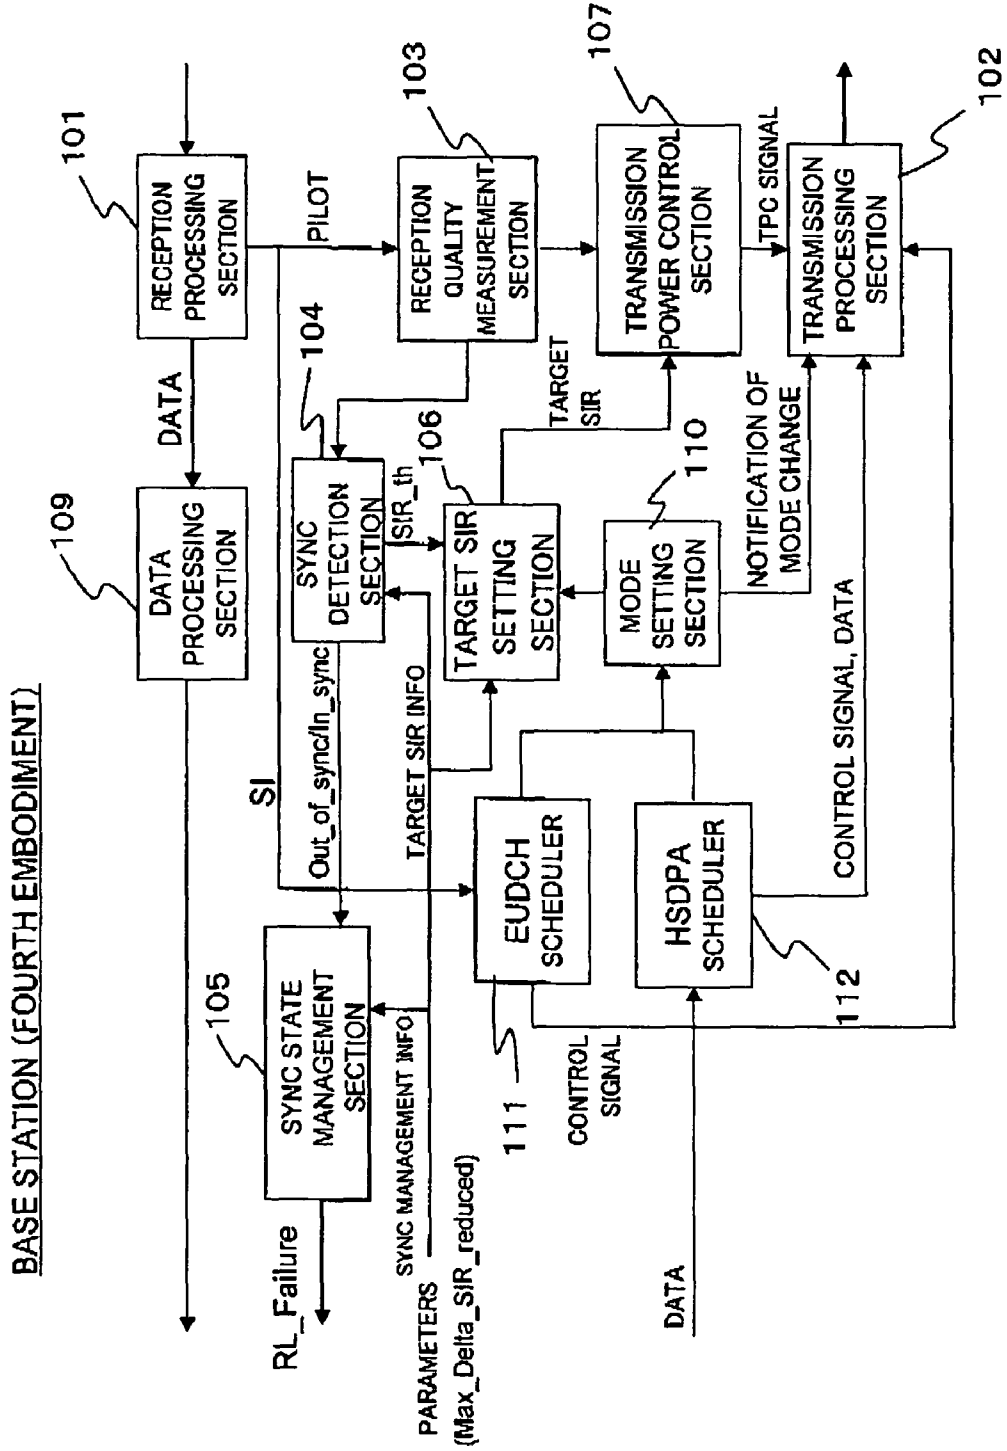 BASE STATION (FOURTH EMBODIMENT)
101
RECEPTION
PROCESSING
SECTION
DATA
109
DATA
PROCESSING
SECTION
PILOT
SI
103
RECEPTION
QUALITY
MEASUREMENT
SECTION
104
SYNC
DETECTION
SECTION
SIR_th
Out_of_sync/In_sync
105
SYNC STATE
MANAGEMENT
SECTION
RL_Failure
SYNC MANAGEMENT INFO
TARGET SIR INFO
PARAMETERS
(Max_Delta_SIR_reduced)
106
TARGET SIR
SETTING
SECTION
TARGET
SIR
107
TRANSMISSION
POWER CONTROL
SECTION
TPC SIGNAL
102
TRANSMISSION
PROCESSING
SECTION
110
MODE
SETTING
SECTION
NOTIFICATION OF
MODE CHANGE
EUDCH
SCHEDULER
111
CONTROL
SIGNAL
HSDPA
SCHEDULER
112
CONTROL SIGNAL, DATA
DATA